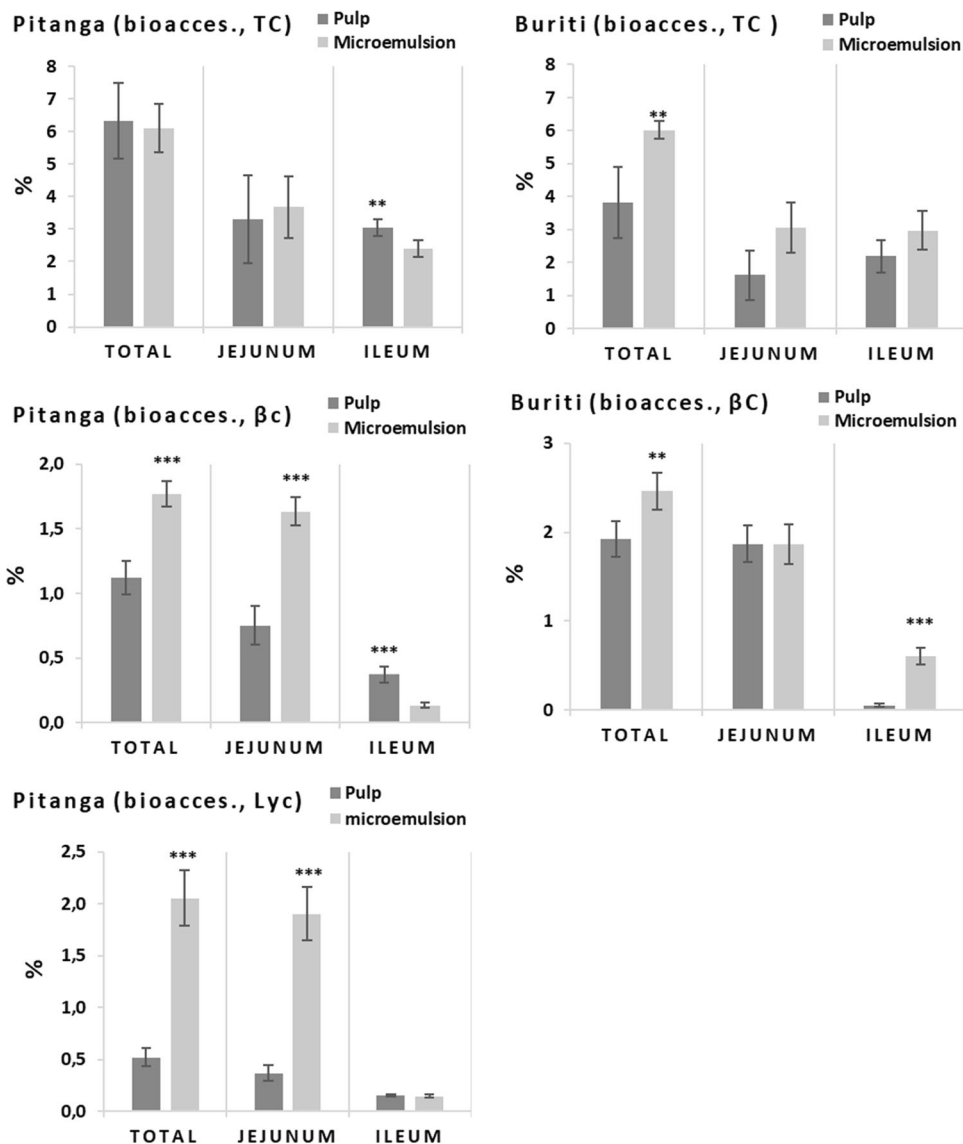 Pitanga (bioacces., TC)
Pulp
Microemulsion
8
7
6
5
4
3
2
1
0
%
**
TOTAL JEJUNUM ILEUM
Buriti (bioacces., TC )
Pulp
Microemulsion
8
7
6
5
4
3
2
1
0
%
**
TOTAL JEJUNUM ILEUM
Pitanga (bioacces., βc)
Pulp
Microemulsion
2,0
1,5
1,0
0,5
0,0
%
*** *** ***
TOTAL JEJUNUM ILEUM
Buriti (bioacces., βC)
Pulp
Microemulsion
3
2
1
0
%
** ***
TOTAL JEJUNUM ILEUM
Pitanga (bioacces., Lyc)
Pulp
microemulsion
2,5
2,0
1,5
1,0
0,5
0,0
%
*** ***
TOTAL JEJUNUM ILEUM